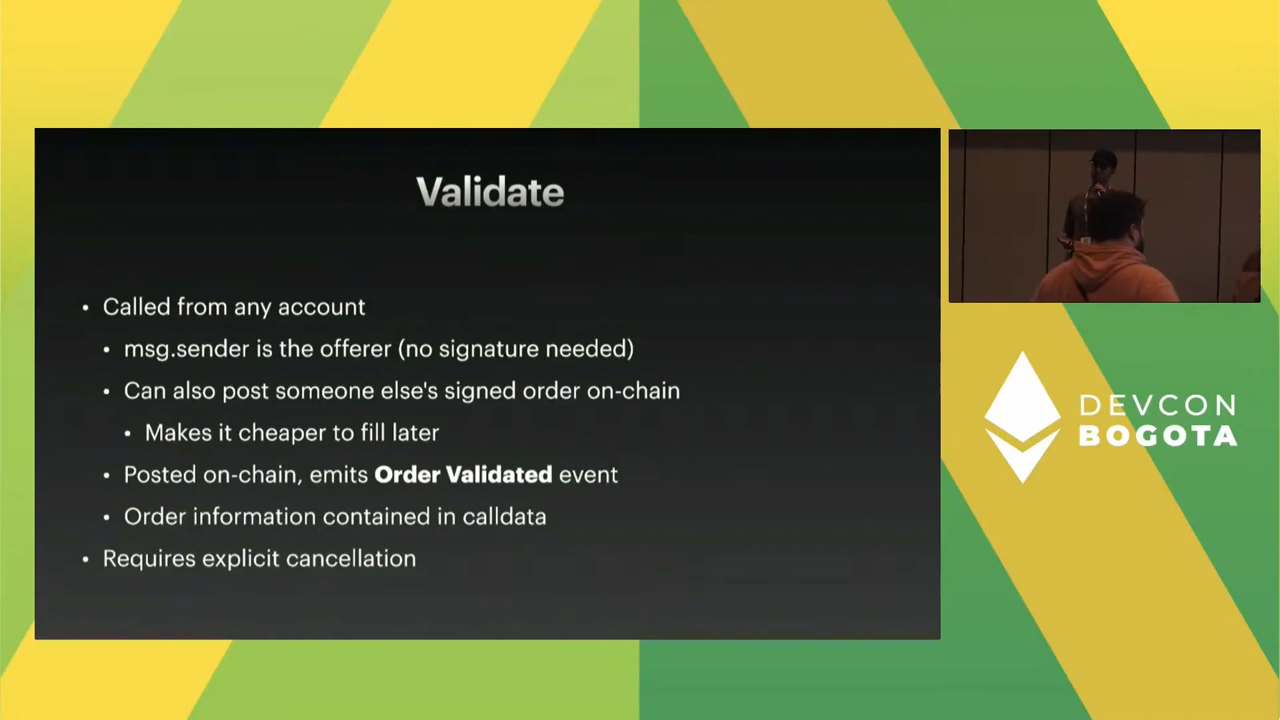 Validate
• Called from any account
• msg.sender is the offerer (no signature needed)
• Can also post someone else's signed order on-chain
• Makes it cheaper to fill later
• Posted on-chain, emits Order Validated event
• Order information contained in calldata
• Requires explicit cancellation
DEVCON
BOGOTA